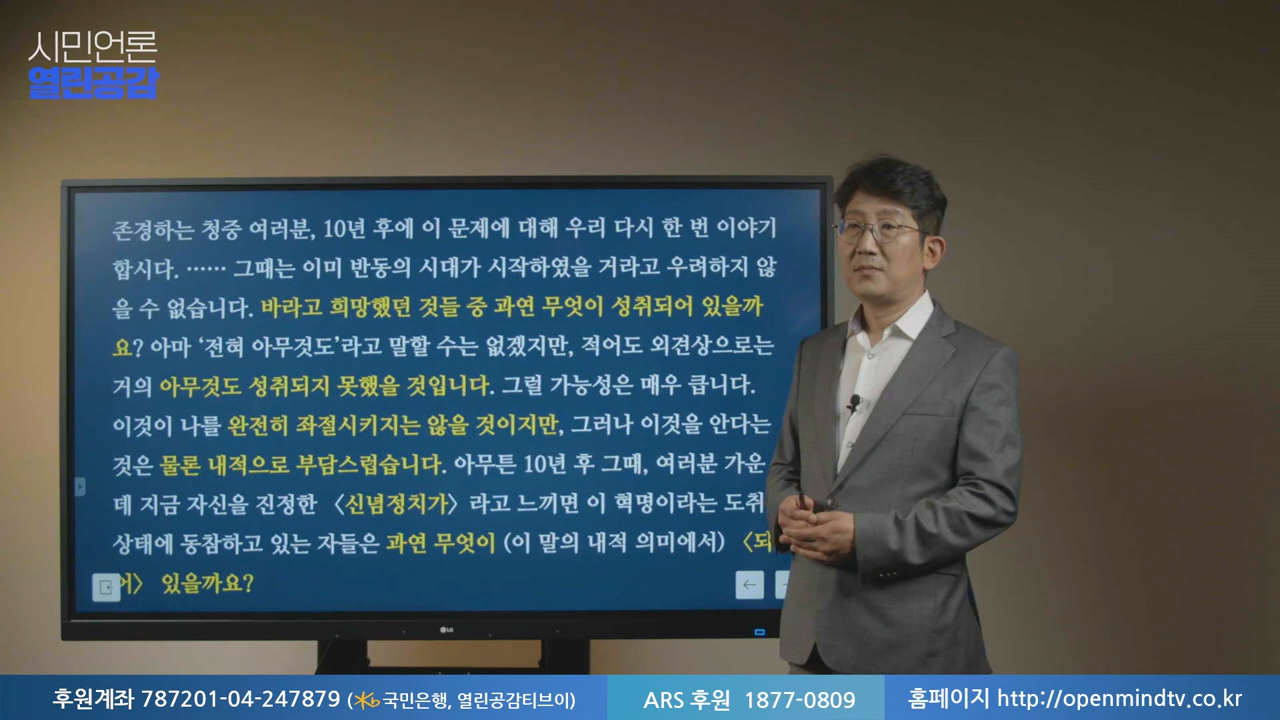 시민언론
열린공감
존경하는 청중 여러분, 10년 후에 이 문제에 대해 우리 다시 한 번 이야기
합시다. …… 그때는 이미 반동의 시대가 시작하였을 거라고 우려하지 않
을 수 없습니다. 바라고 희망했던 것들 중 과연 무엇이 성취되어 있을까
요? 아마 ‘전혀 아무것도’라고 말할 수는 없겠지만, 적어도 외견상으로는
거의 아무것도 성취되지 못했을 것입니다. 그럴 가능성은 매우 큽니다.
이것이 나를 완전히 좌절시키지는 않을 것이지만, 그러나 이것을 안다는
것은 물론 내적으로 부담스럽습니다. 아무튼 10년 후 그때, 여러분 가운
데 지금 자신을 진정한 〈신념정치가〉라고 느끼면 이 혁명이라는 도취
상태에 동참하고 있는 자들은 과연 무엇이 (이 말의 내적 의미에서) 〈되
어〉 있을까요?
LG
후원계좌 787201-04-247879 (KB국민은행, 열린공감티브이)
ARS 후원 1877-0809
홈페이지 http://openmindtv.co.kr